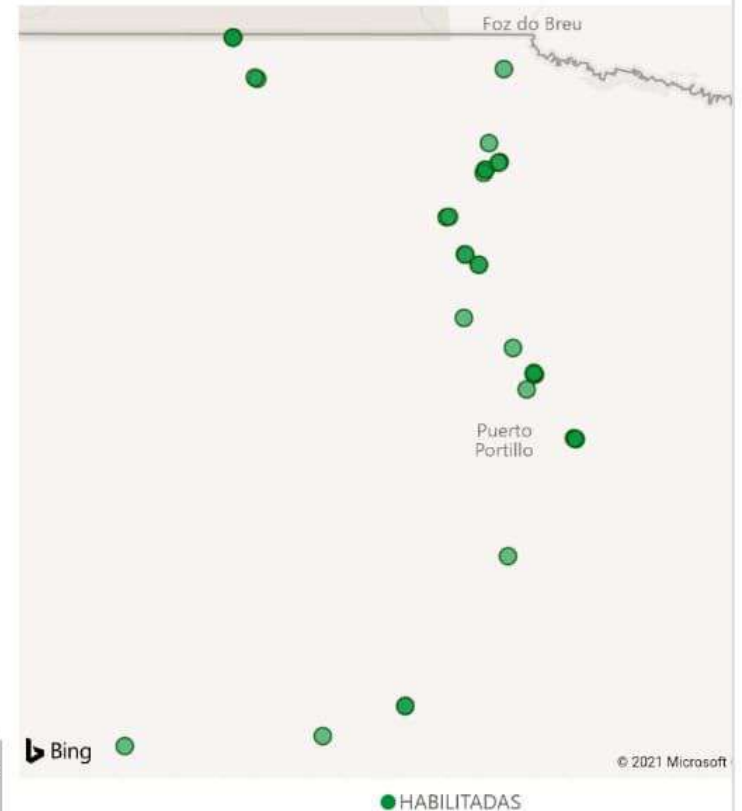 Foz do Breu
Puerto
Portillo
Bing
© 2021 Microsoft
HABILITADAS